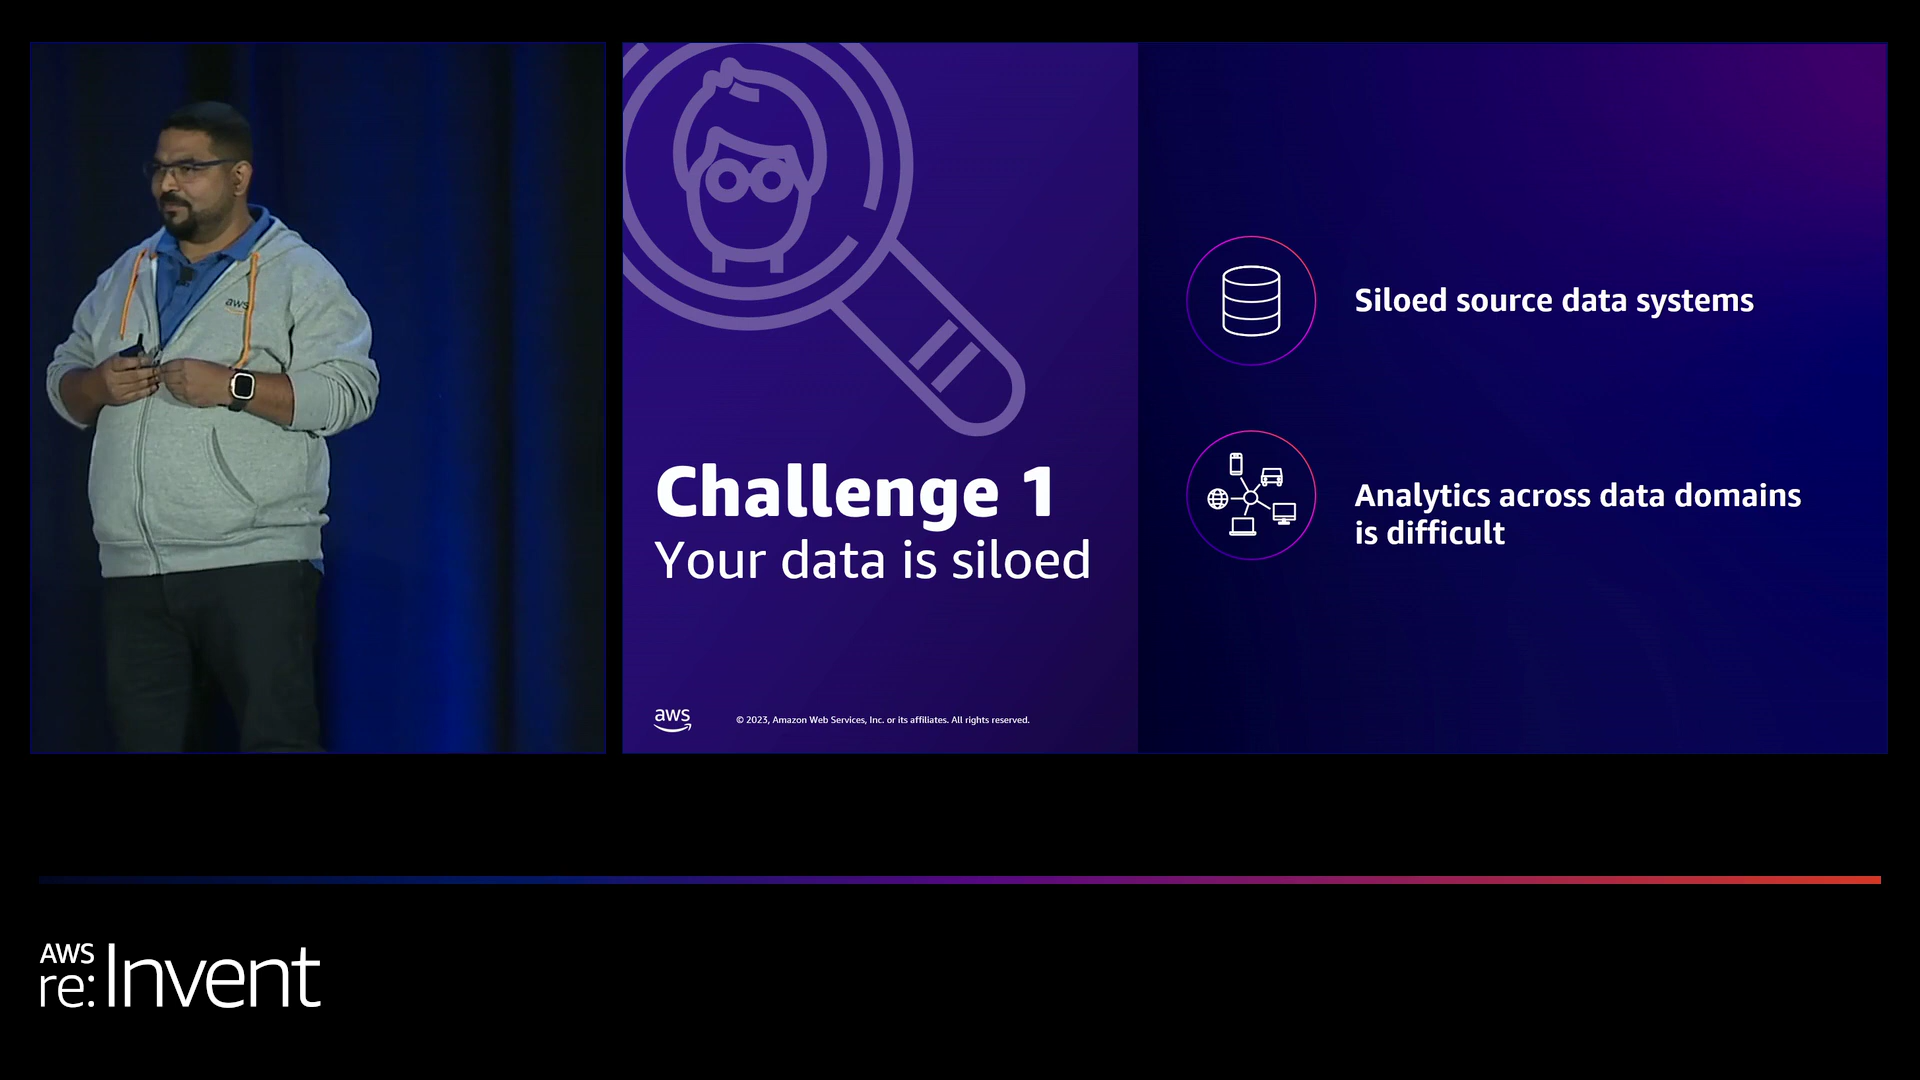 aws
Challenge 1
Your data is siloed
aws
© 2023, Amazon Web Services, Inc. or its affiliates. All rights reserved.
Siloed source data systems
Analytics across data domains
is difficult
AWS
re:Invent